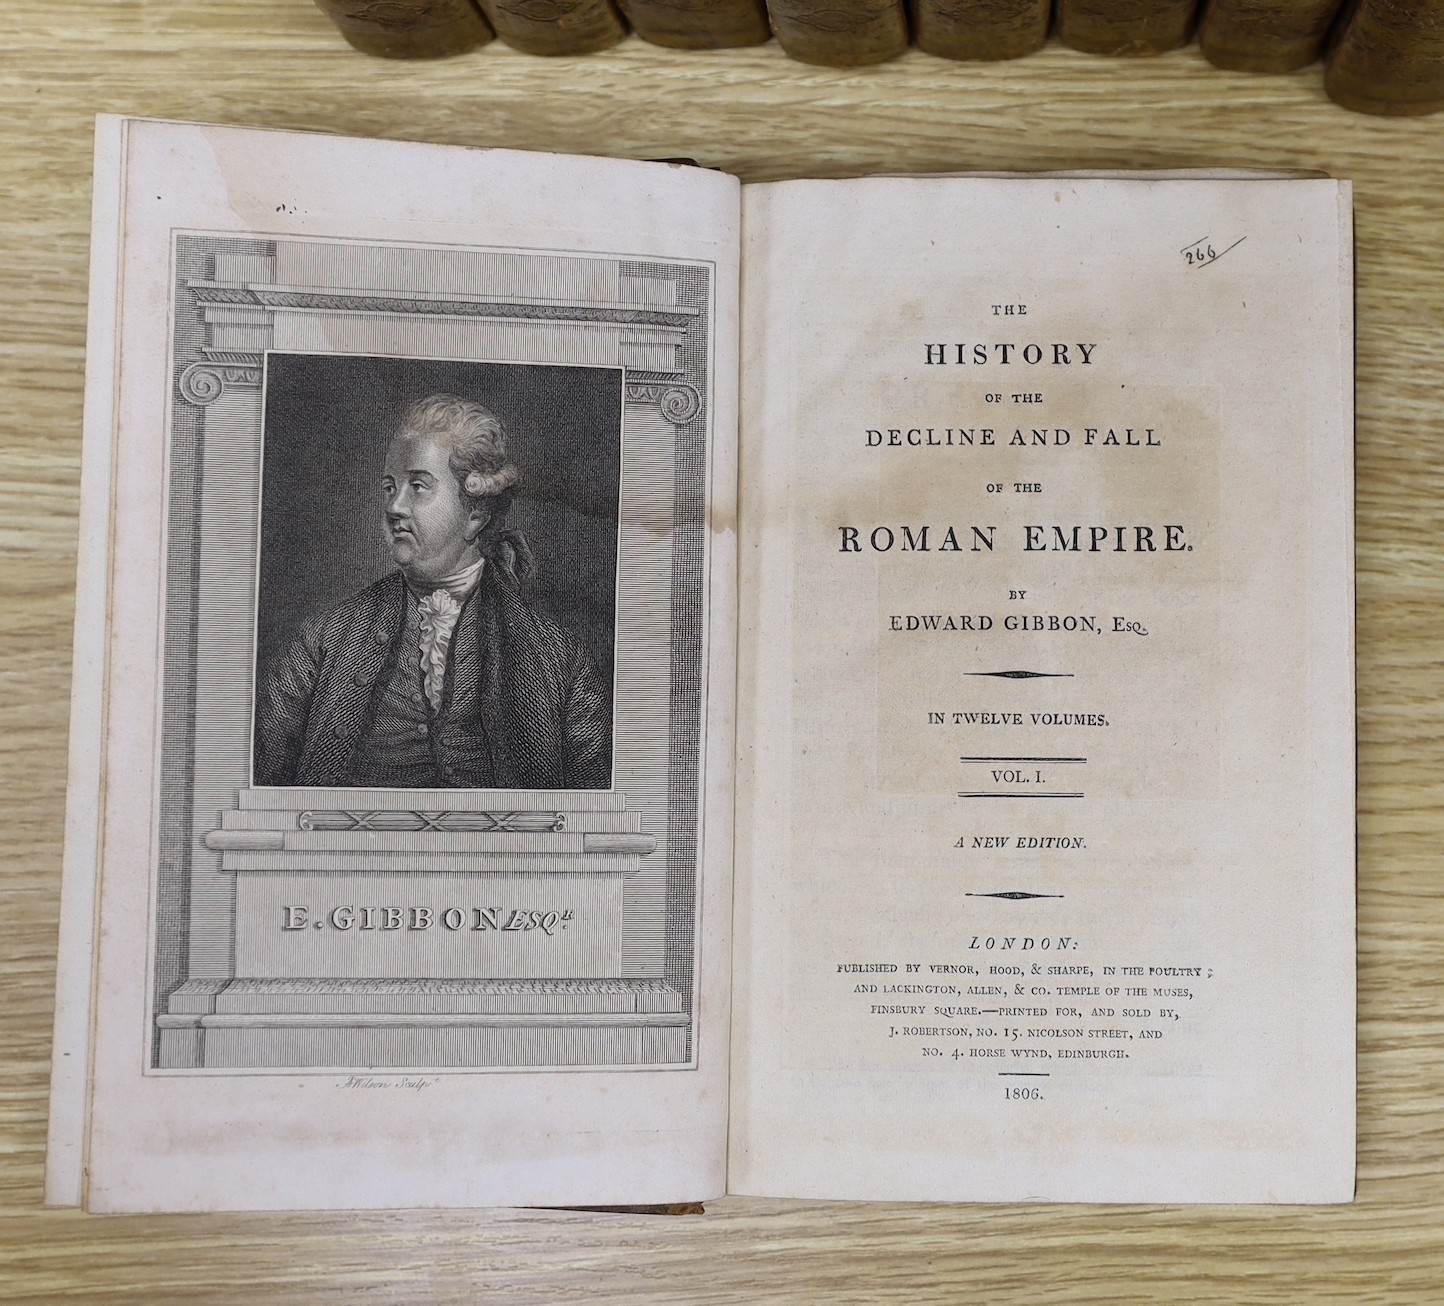 E. GIBBON ESQR.
A Wilson Sculpt
266
THE
HISTORY
OF THE
DECLINE AND FALL
OF THE
ROMAN EMPIRE.
BY
EDWARD GIBBON, Esq.
IN TWELVE VOLUMES.
VOL. I.
A NEW EDITION.
LONDON:
PUBLISHED BY VERNOR, HOOD, & SHARPE, IN THE POULTRY;
AND LACKINGTON, ALLEN, & CO. TEMPLE OF THE MUSES,
FINSBURY SQUARE.—PRINTED FOR, AND SOLD BY,
J. ROBERTSON, NO. 15. NICOLSON STREET, AND
NO. 4. HORSE WYND, EDINBURGH.
1806.